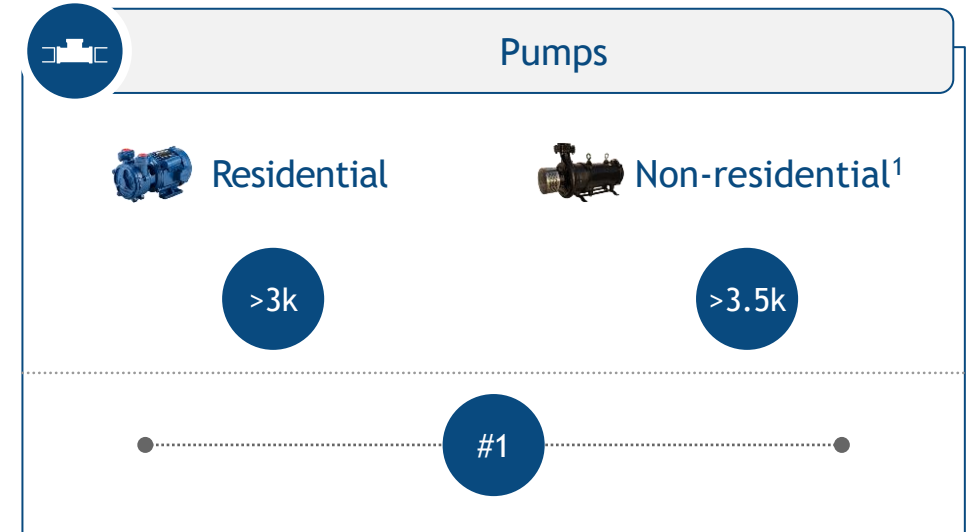 Pumps
Residential
Non-residential¹
>3k
>3.5k
#1